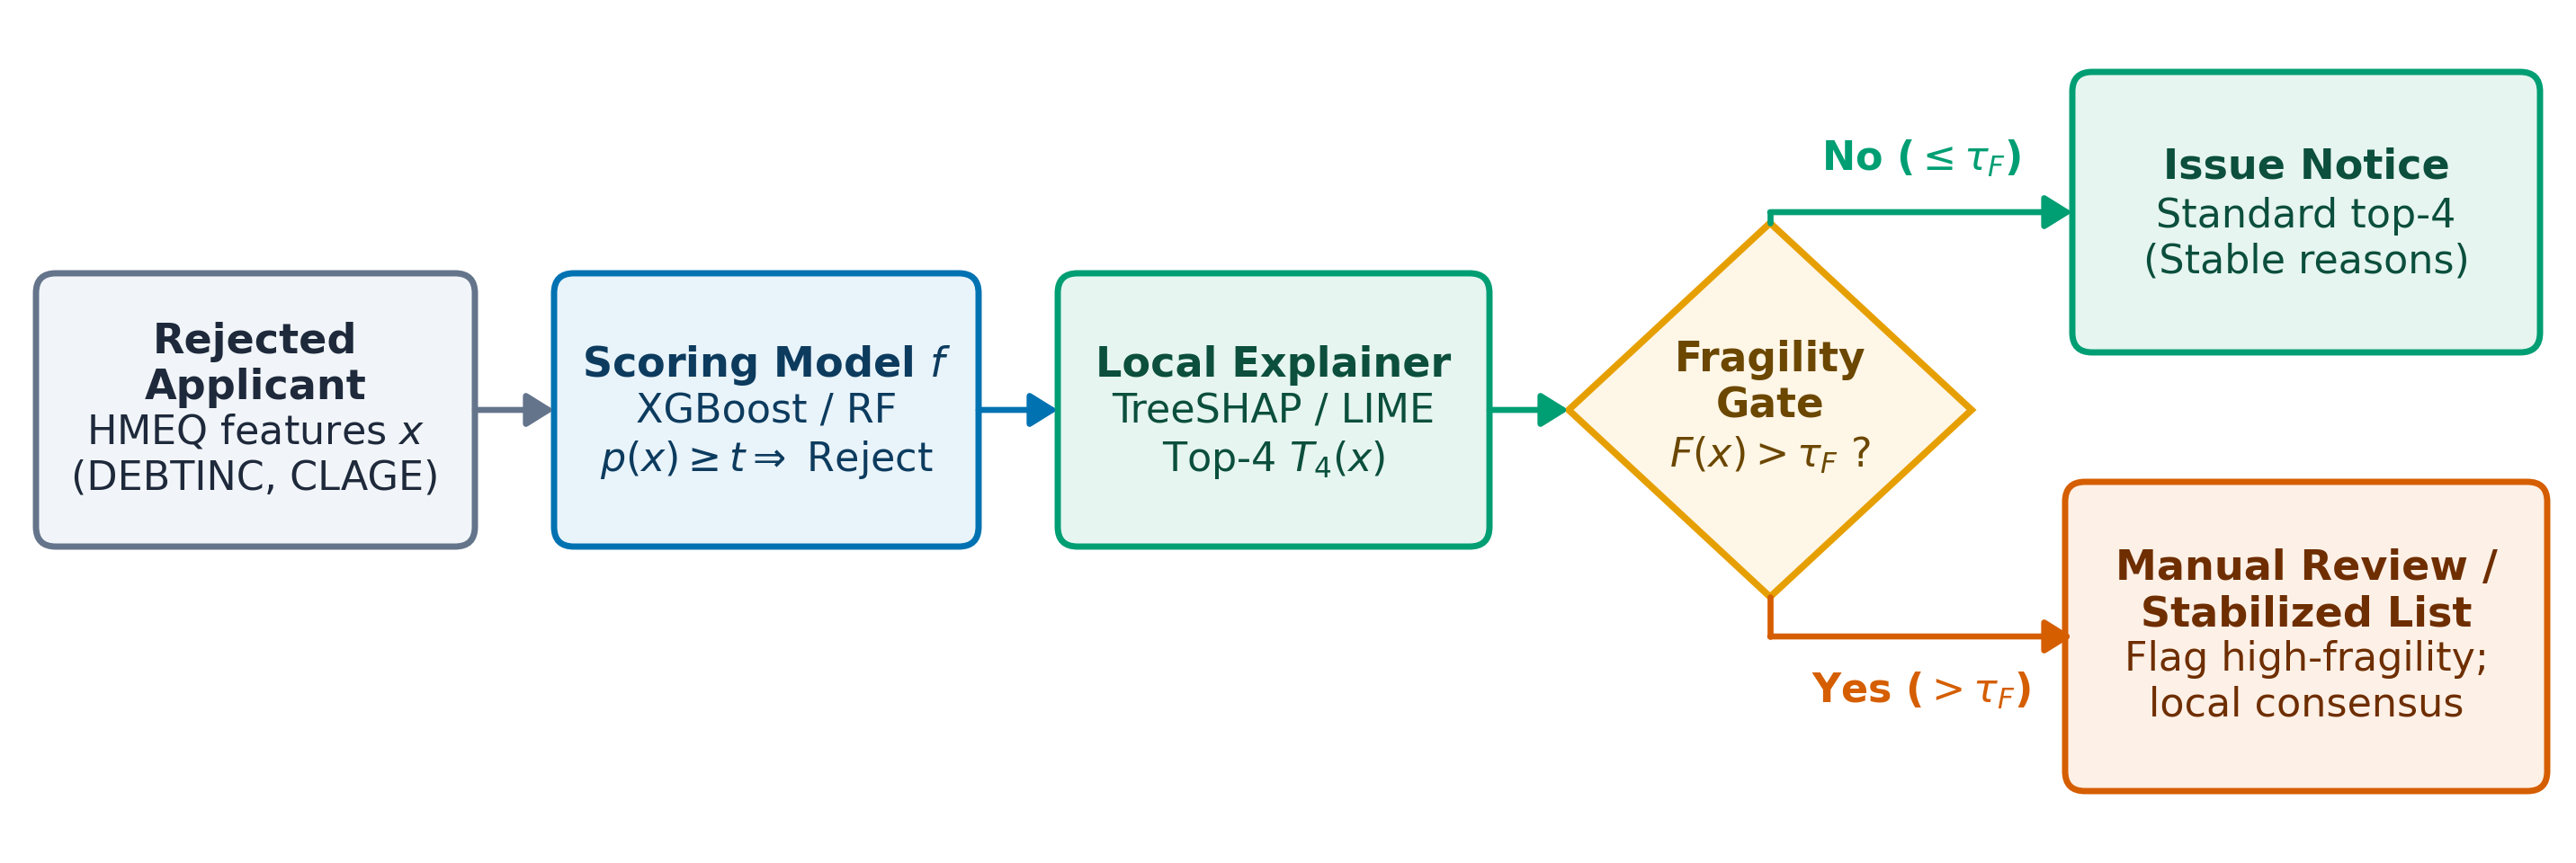 Rejected
Applicant
HMEQ features x
(DEBTINC, CLAGE)
Scoring Model f
XGBoost / RF
p(x) ≥ t ⇒ Reject
Local Explainer
TreeSHAP / LIME
Top-4 T₄(x)
Fragility
Gate
F(x) > τ_F ?
No ( ≤ τ_F)
Issue Notice
Standard top-4
(Stable reasons)
Yes ( > τ_F)
Manual Review /
Stabilized List
Flag high-fragility;
local consensus